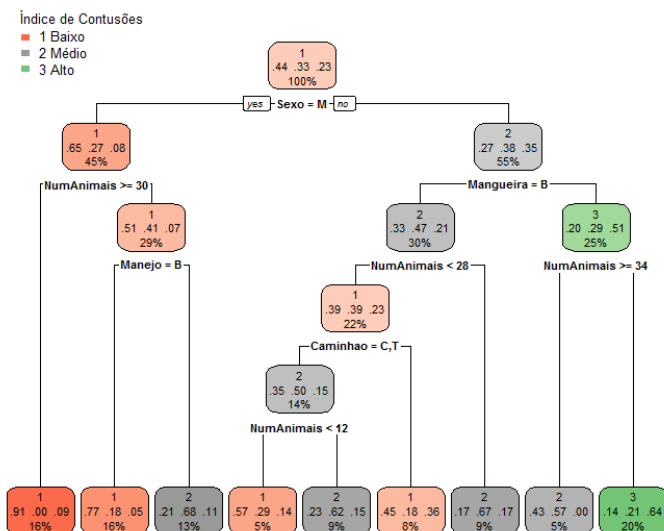 Índice de Contusões
1 Baixo
2 Médio
3 Alto
1
.44 .33 .23
100%
yes Sexo = M no
1
.65 .27 .08
45%
2
.27 .38 .35
55%
NumAnimais >= 30
Mangueira = B
1
.51 .41 .07
29%
2
.33 .47 .21
30%
3
.20 .29 .51
25%
Manejo = B
NumAnimais < 28
NumAnimais >= 34
1
.39 .39 .23
22%
Caminhao = C,T
2
.35 .50 .15
14%
NumAnimais < 12
1
.91 .00 .09
16%
1
.77 .18 .05
16%
2
.21 .68 .11
13%
1
.57 .29 .14
5%
2
.23 .62 .15
9%
1
.45 .18 .36
8%
2
.17 .67 .17
9%
2
.43 .57 .00
5%
3
.14 .21 .64
20%